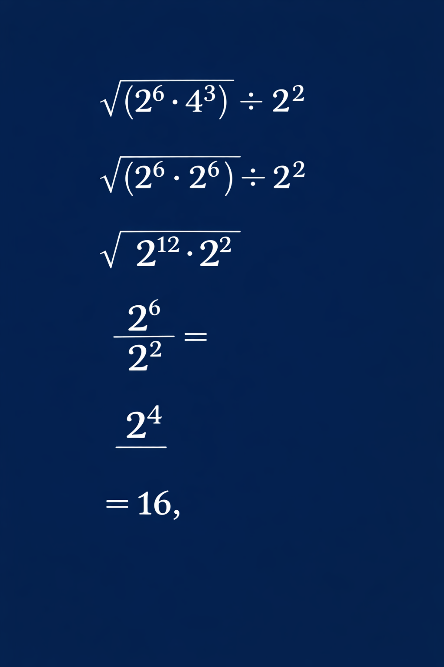 √(2⁶ · 4³) ÷ 2²
√(2⁶ · 2⁶) ÷ 2²
√ 2¹² · 2²
2⁶
2² =
2⁴
= 16,